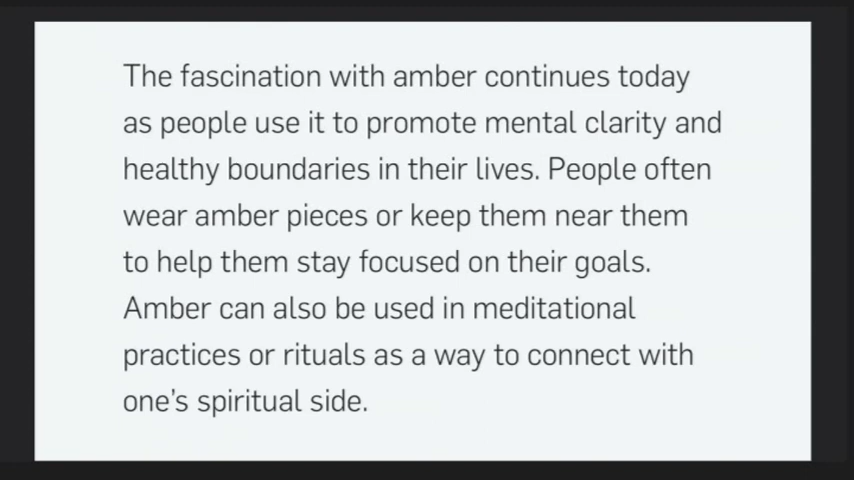 The fascination with amber continues today
as people use it to promote mental clarity and
healthy boundaries in their lives. People often
wear amber pieces or keep them near them
to help them stay focused on their goals.
Amber can also be used in meditational
practices or rituals as a way to connect with
one's spiritual side.